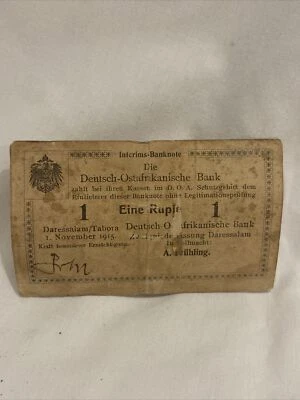 Interims-Banknote
Die
Deutsch-Ostafrikanische Bank
zahlt bei ihren Kassen im D. O. A. Schutzgebiet dem
Einlieferer dieser Banknote ohne Legitimationsprüfung
1 Eine Rupie 1
Daressalam/Tabora Deutsch-Ostafrikanische Bank
1. November 1915. Zweigniederlassung Daressalam
Kraft besonderer Ermächtigung. In Vollmacht:
A. Frühling.